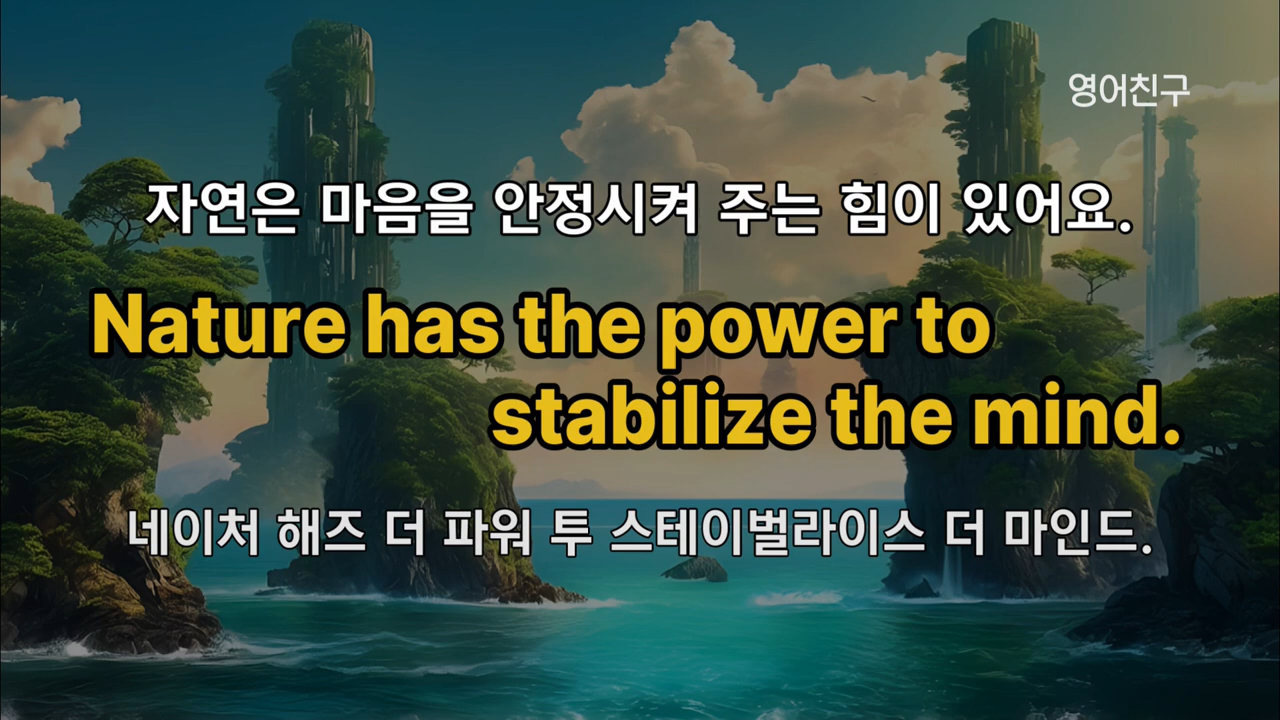 영어친구
자연은 마음을 안정시켜 주는 힘이 있어요.
Nature has the power to
stabilize the mind.
네이처 해즈 더 파워 투 스테이벌라이스 더 마인드.